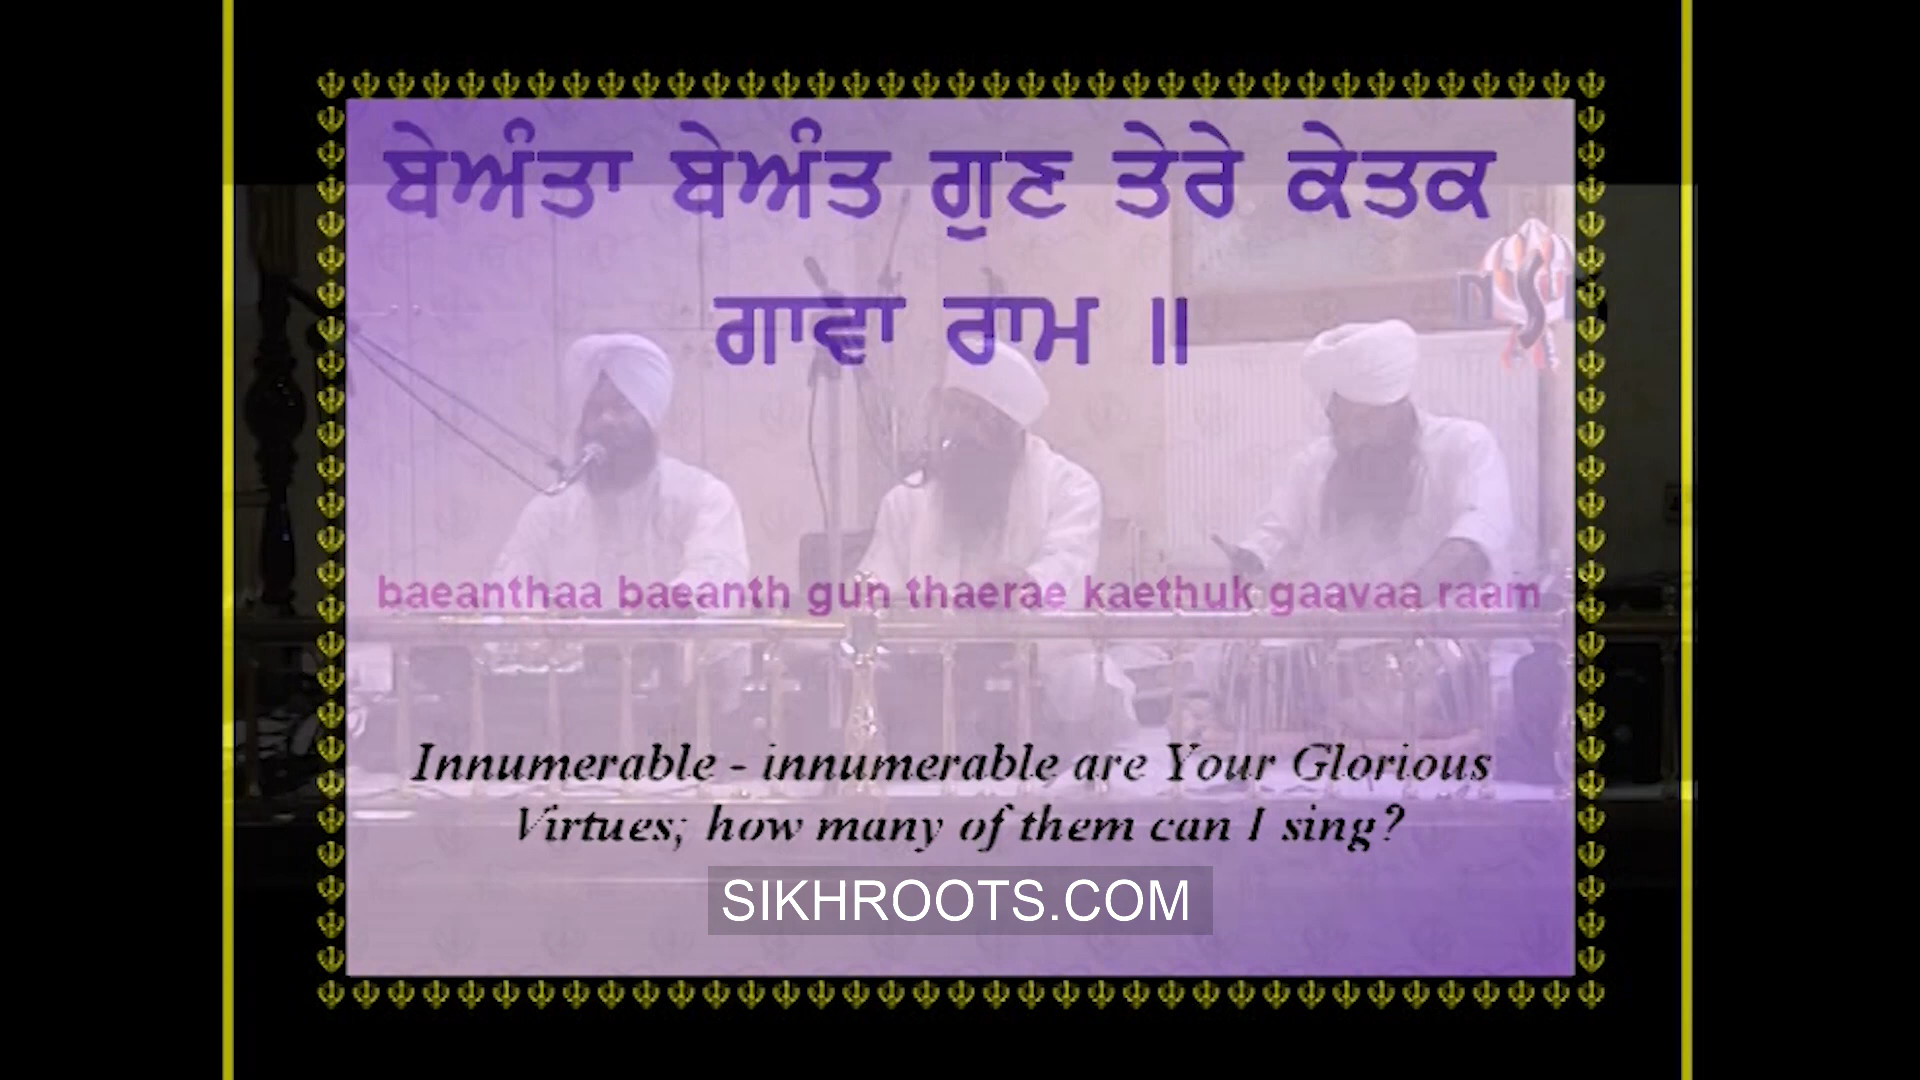 ਬੇਅੰਤਾ ਬੇਅੰਤ ਗੁਣ ਤੇਰੇ ਕੇਤਕ
ਗਾਵਾ ਰਾਮ ॥
baeanthaa baeanth gun thaerae kaethuk gaavaa raam
Innumerable - innumerable are Your Glorious
Virtues; how many of them can I sing?
SIKHROOTS.COM